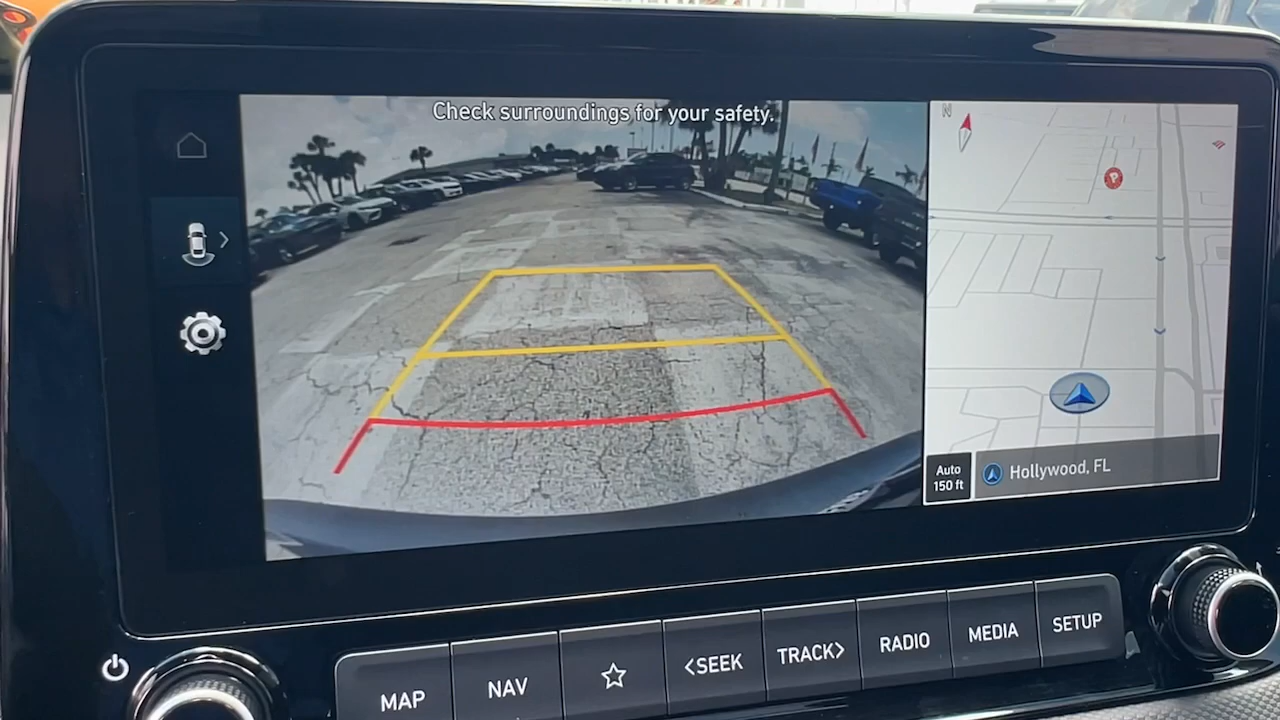 Check surroundings for your safety.
N
P
Auto
150 ft
Hollywood, FL
MAP
NAV
<SEEK
TRACK>
RADIO
MEDIA
SETUP